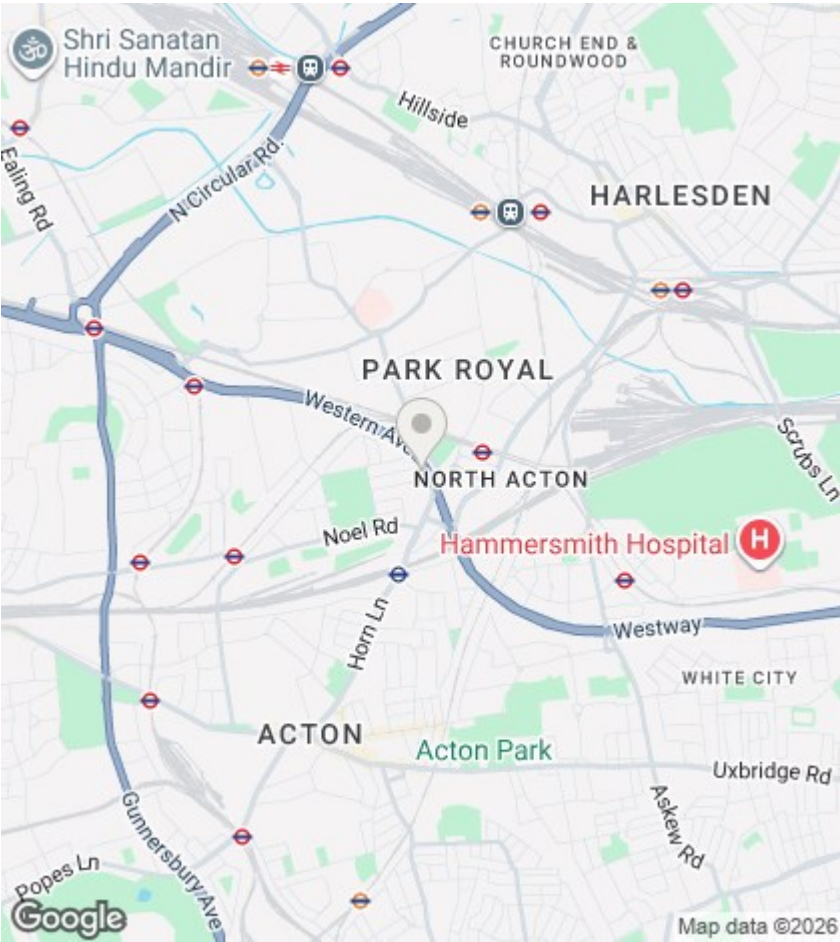 Shri Sanatan
Hindu Mandir
CHURCH END &
ROUNDWOOD
Hillside
Ealing Rd
N Circular Rd.
HARLESDEN
PARK ROYAL
Western Ave
Scrubs Ln
NORTH ACTON
Noel Rd
Hammersmith Hospital
H
Horn Ln
Westway
WHITE CITY
ACTON
Acton Park
Uxbridge Rd
Askew Rd
Gunnersbury Ave
Popes Ln
Google
Map data ©2026